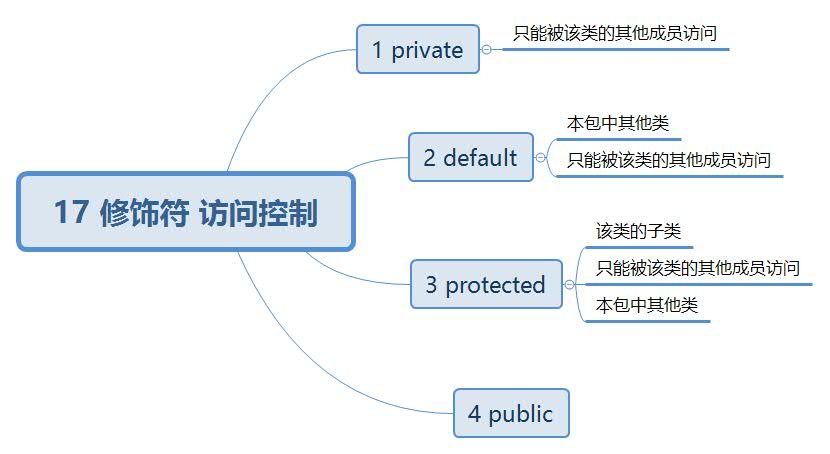 1 private
只能被该类的其他成员访问
2 default
本包中其他类
只能被该类的其他成员访问
17 修饰符 访问控制
3 protected
该类的子类
只能被该类的其他成员访问
本包中其他类
4 public